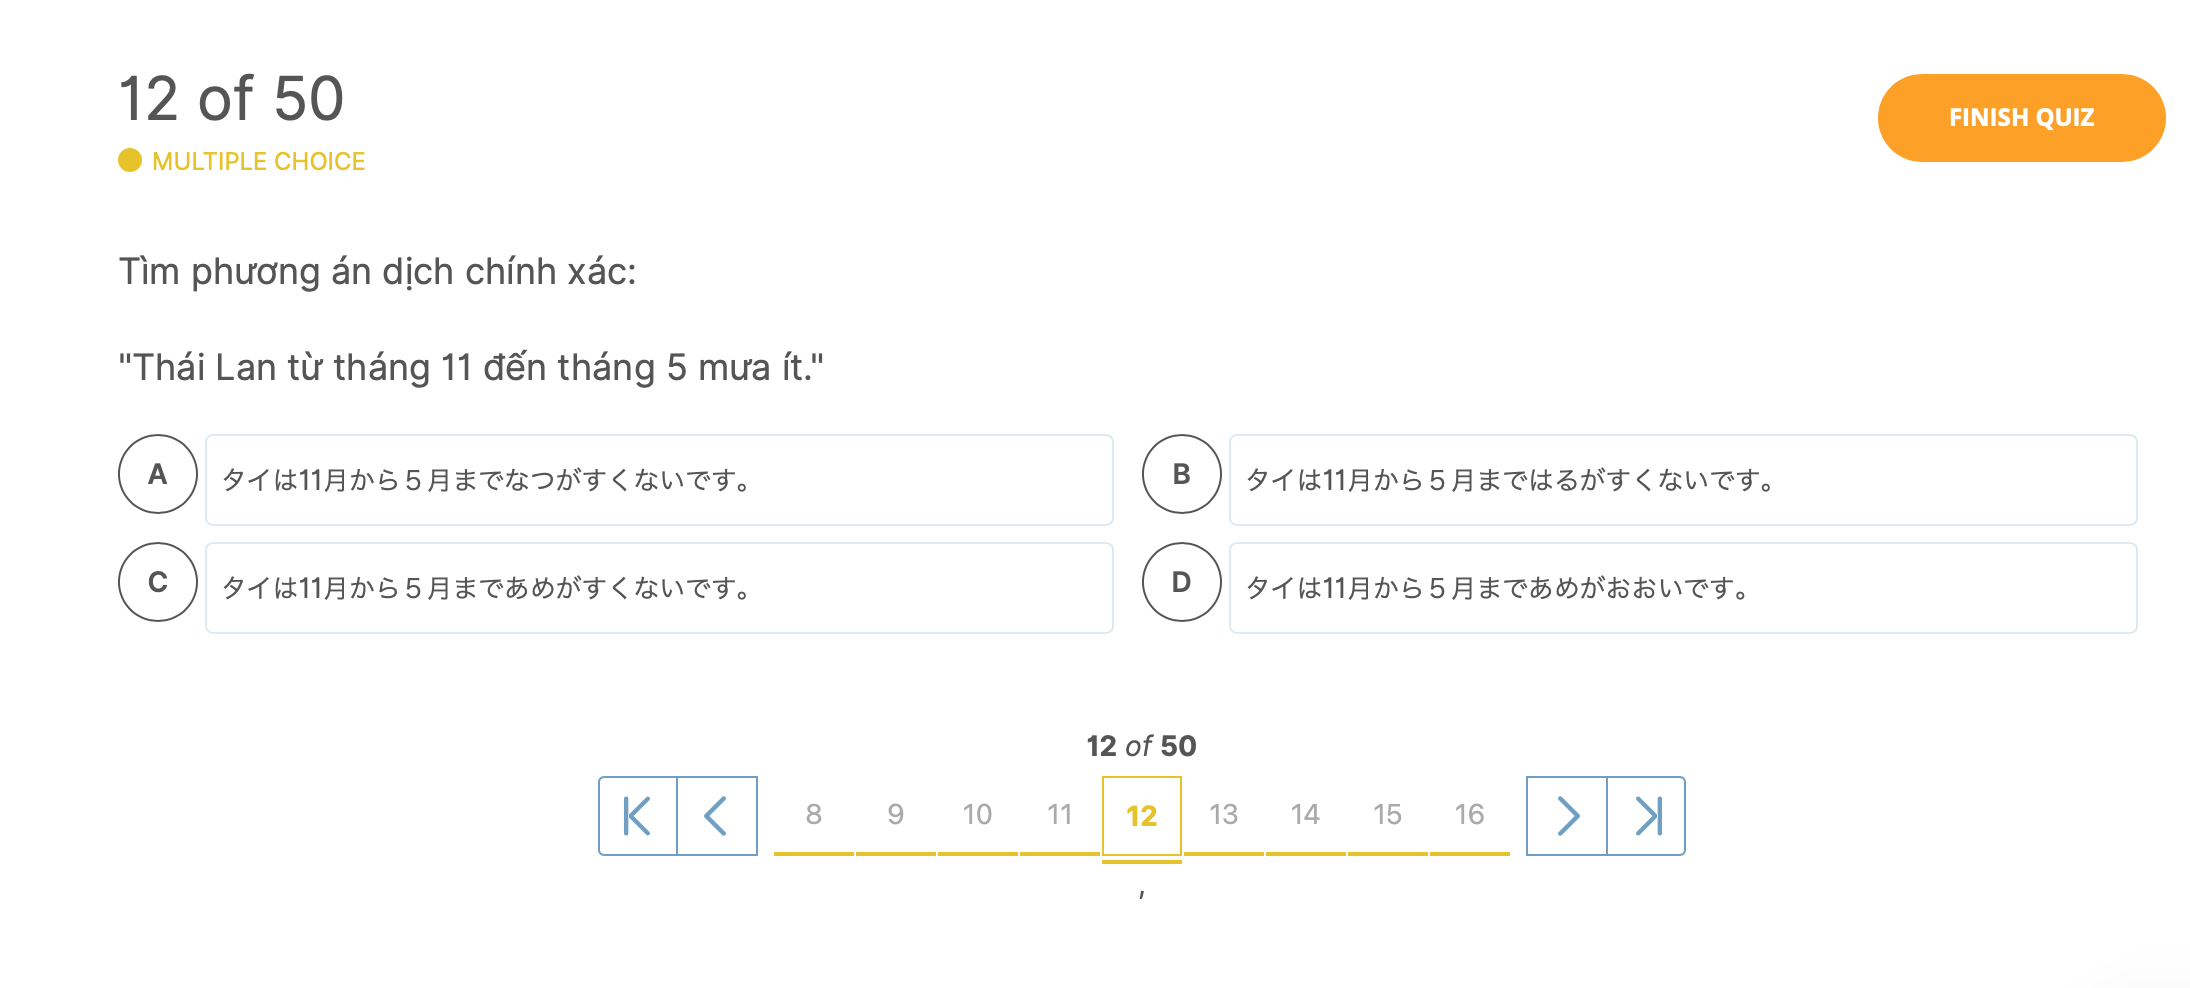 12 of 50
FINISH QUIZ
MULTIPLE CHOICE
Tìm phương án dịch chính xác:
"Thái Lan từ tháng 11 đến tháng 5 mưa ít."
A タイは11月から5月までなつがすくないです。
B タイは11月から5月まではるがすくないです。
C タイは11月から5月まであめがすくないです。
D タイは11月から5月まであめがおおいです。
12 of 50
8 9 10 11 12 13 14 15 16
,